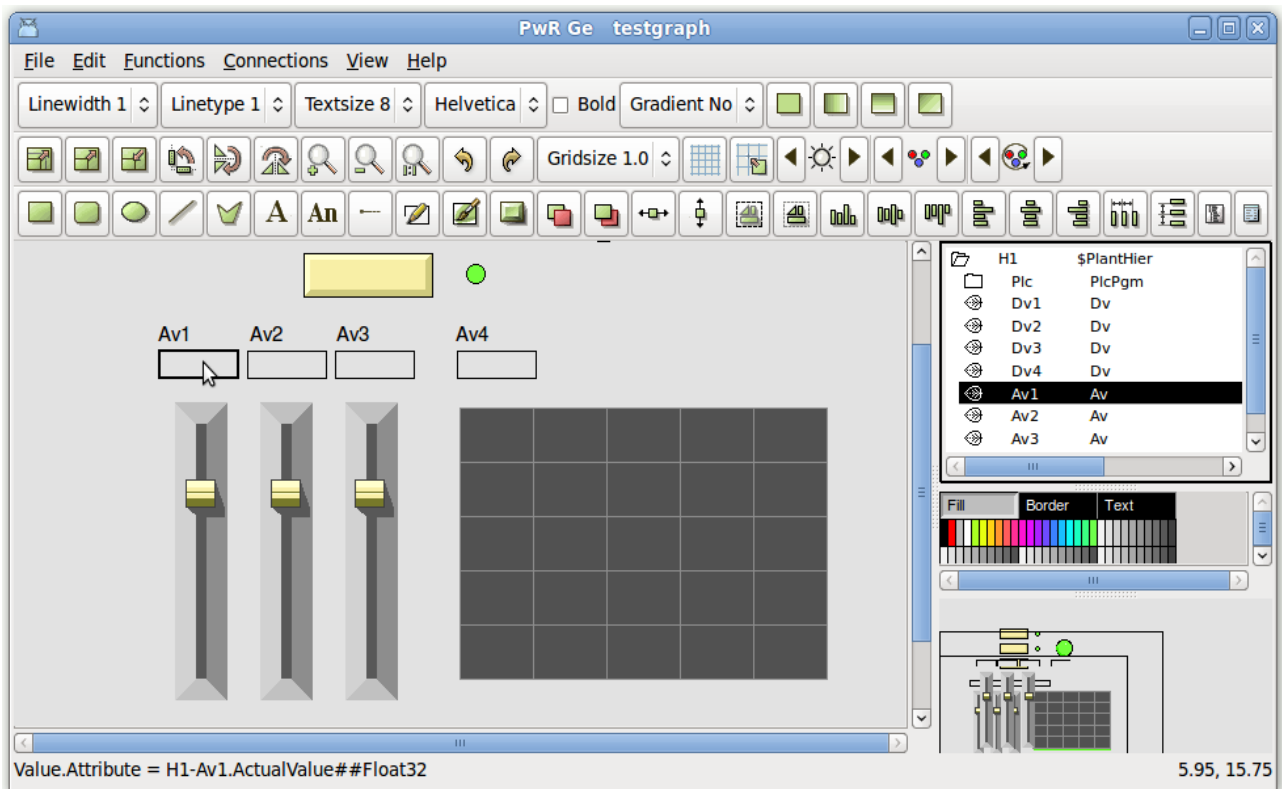 PwR Ge testgraph
File Edit Functions Connections View Help
Linewidth 1 Linetype 1 Textsize 8 Helvetica Bold Gradient No
1:1 Gridsize 1.0
A An
H1 $PlantHier
Plc PlcPgm
Dv1 Dv
Dv2 Dv
Dv3 Dv
Dv4 Dv
Av1 Av
Av2 Av
Av3 Av
Av1 Av2 Av3 Av4
Fill Border Text
Value.Attribute = H1-Av1.ActualValue##Float32 5.95, 15.75